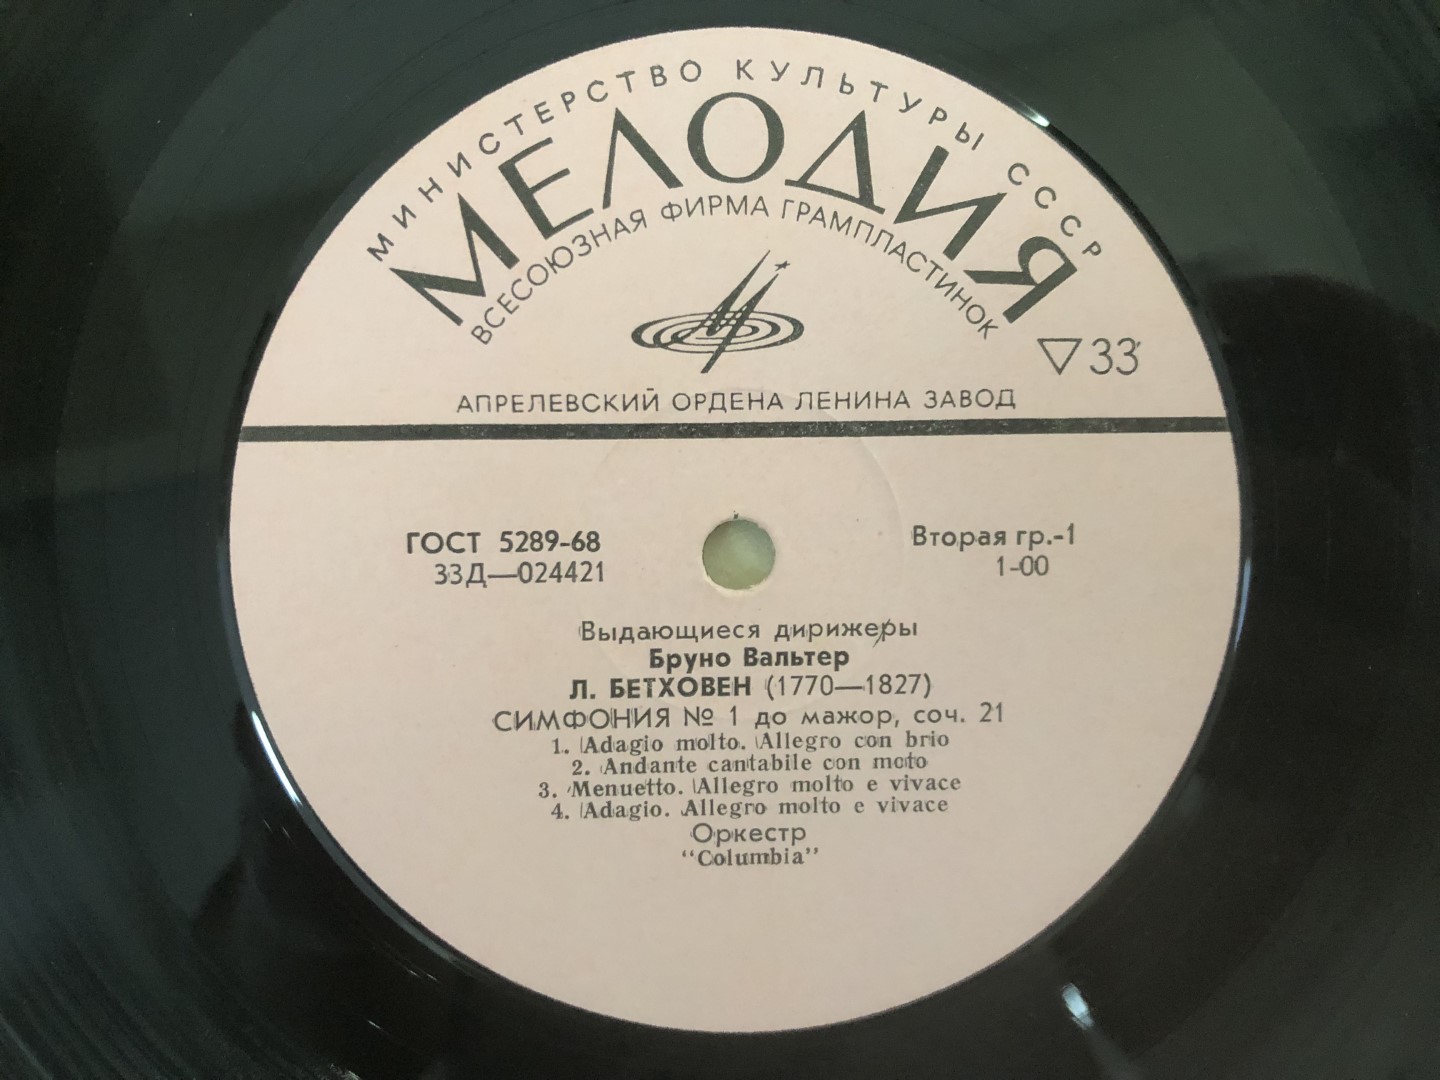 МИНИСТЕРСТВО КУЛЬТУРЫ СССР
МЕЛОДИЯ
ВСЕСОЮЗНАЯ ФИРМА ГРАМПЛАСТИНОК
▽33
АПРЕЛЕВСКИЙ ОРДЕНА ЛЕНИНА ЗАВОД
ГОСТ 5289-68
33Д—024421
Вторая гр.-1
1-00
Выдающиеся дирижеры
Бруно Вальтер
Л. БЕТХОВЕН (1770—1827)
СИМФОНИЯ № 1 до мажор, соч. 21
1. Adagio molto. Allegro con brio
2. Andante cantabile con moto
3. Menuetto. Allegro molto e vivace
4. Adagio. Allegro molto e vivace
Оркестр
"Columbia"